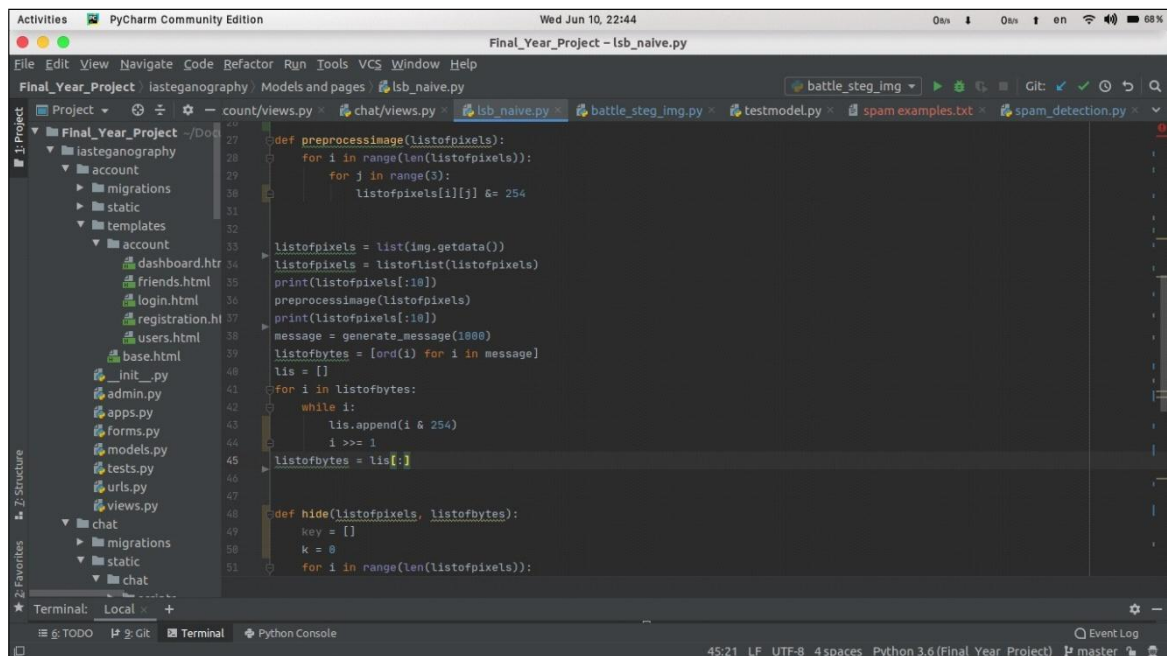 Activities PyCharm Community Edition Wed Jun 10, 22:44 0B/s 0B/s en 68%
Final_Year_Project – lsb_naive.py
File Edit View Navigate Code Refactor Run Tools VCS Window Help
Final_Year_Project iasteganography Models and pages lsb_naive.py battle_steg_img Git:
Project count/views.py chat/views.py lsb_naive.py battle_steg_img.py testmodel.py spam examples.txt spam_detection.py
1: Project
Final_Year_Project ~/Doc
iasteganography
account
migrations
static
templates
account
dashboard.htr
friends.html
login.html
registration.ht
users.html
base.html
__init__.py
admin.py
apps.py
forms.py
models.py
tests.py
urls.py
views.py
chat
migrations
static
chat
7: Structure
2: Favorites
26
27 def preprocessimage(listofpixels):
28 for i in range(len(listofpixels)):
29 for j in range(3):
30 listofpixels[i][j] &= 254
31
32
33 listofpixels = list(img.getdata())
34 listofpixels = listoflist(listofpixels)
35 print(listofpixels[:10])
36 preprocessimage(listofpixels)
37 print(listofpixels[:10])
38 message = generate_message(1000)
39 listofbytes = [ord(i) for i in message]
40 lis = []
41 for i in listofbytes:
42 while i:
43 lis.append(i & 254)
44 i >>= 1
45 listofbytes = lis[:]
46
47
48 def hide(listofpixels, listofbytes):
49 key = []
50 k = 0
51 for i in range(len(listofpixels)):
Terminal: Local +
6: TODO 9: Git Terminal Python Console Event Log
45:21 LF UTF-8 4 spaces Python 3.6 (Final_Year_Project) master